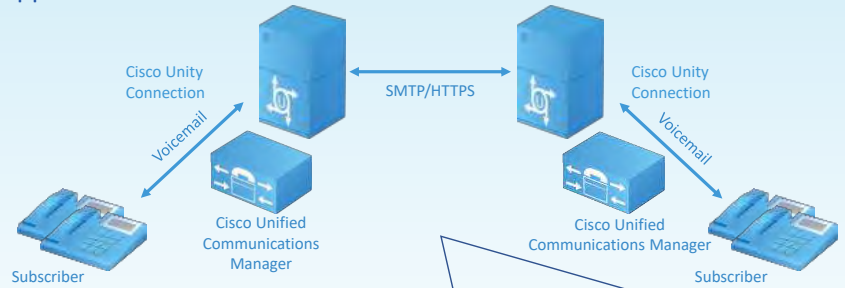 Cisco Unity
Connection
SMTP/HTTPS
Cisco Unity
Connection
Voicemail
Voicemail
Cisco Unified
Communications
Manager
Cisco Unified
Communications Manager
Subscriber
Subscriber